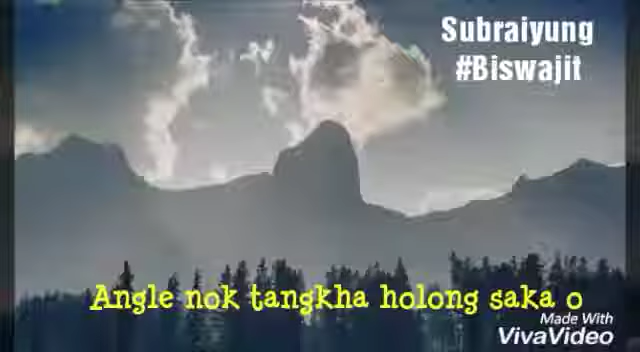 Subraiyung
#Biswajit
Angle nok tangkha holong saka o
Made With
VivaVideo